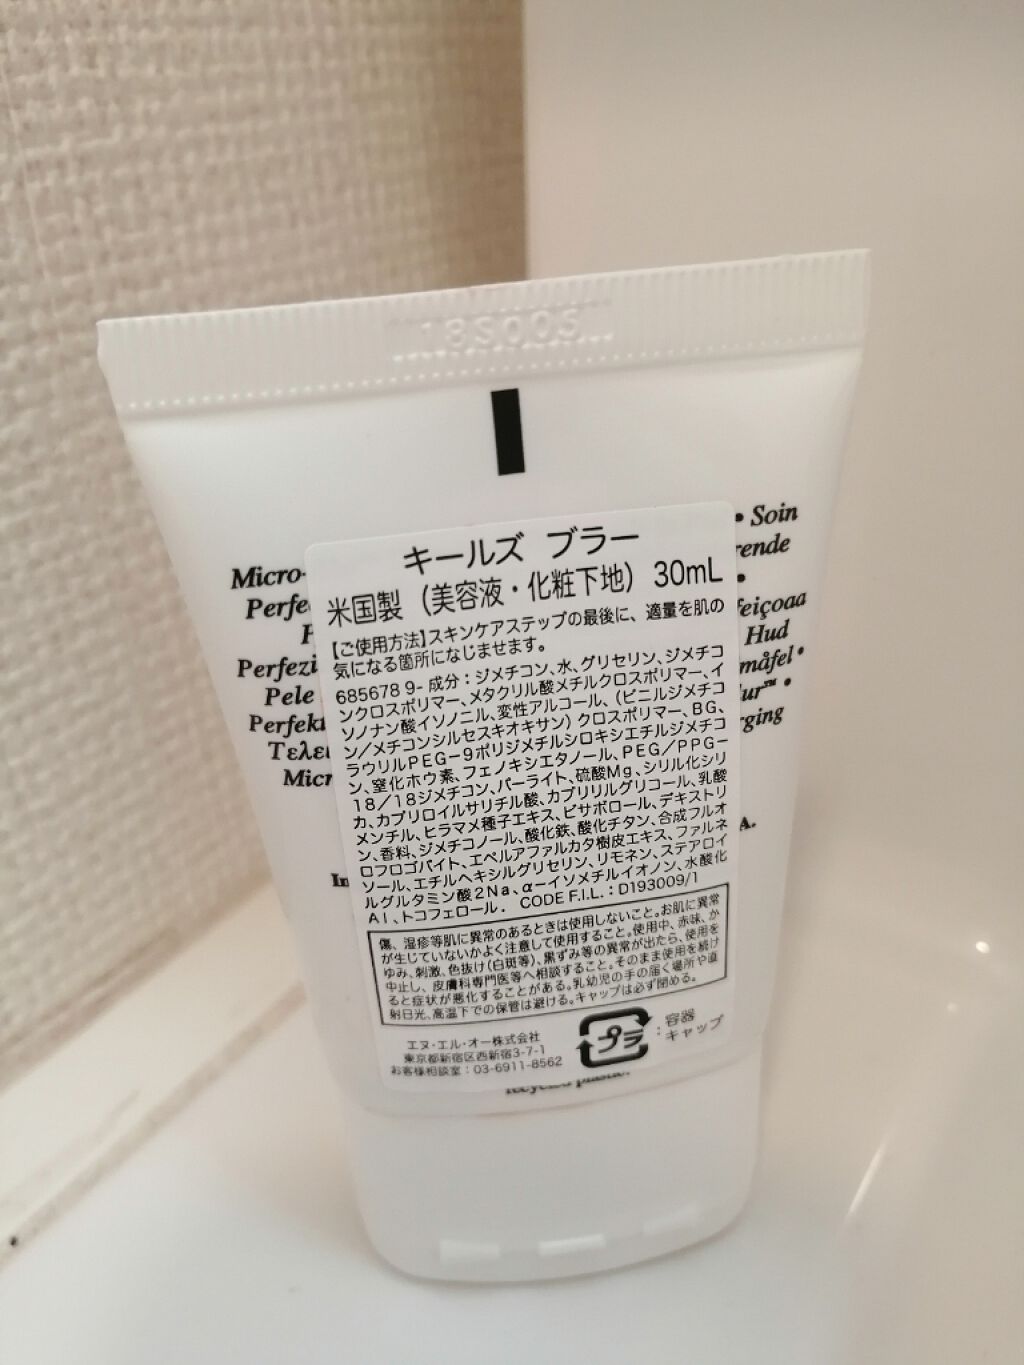 18S00S
• Soin
Micro-
rende
Perfe
•
feiçoaa
Hud
Perfezi
måfel •
Pele
ur™ •
Perfekt
rging
Τελει
Micr
A.
In
キールズ ブラー
米国製（美容液・化粧下地） 30mL
【ご使用方法】スキンケアステップの最後に、適量を肌の
気になる箇所になじませます。
685678 9- 成分：ジメチコン、水、グリセリン、ジメチコ
ンクロスポリマー、メタクリル酸メチルクロスポリマー、イ
ソノナン酸イソノニル、変性アルコール、（ビニルジメチコ
ン/メチコンシルセスキオキサン）クロスポリマー、BG、
ラウリルPEG-9ポリジメチルシロキシエチルジメチコ
ン、窒化ホウ素、フェノキシエタノール、PEG/PPG-
18/18ジメチコン、パーライト、硫酸Mg、シリル化シリ
カ、カプリロイルサリチル酸、カプリリルグリコール、乳酸
メンチル、ヒラマメ種子エキス、ビサボロール、デキストリ
ン、香料、ジメチコノール、酸化鉄、酸化チタン、合成フルオ
ロフロゴパイト、エペルアファルカタ樹皮エキス、ファルネ
ソール、エチルヘキシルグリセリン、リモネン、ステアロイ
ルグルタミン酸2Na、α-イソメチルイオノン、水酸化
Al、トコフェロール． CODE F.I.L.：D193009/1
傷、湿疹等肌に異常のあるときは使用しないこと。お肌に異常
が生じていないかよく注意して使用すること。使用中、赤味、か
ゆみ、刺激、色抜け（白斑等）、黒ずみ等の異常が出たら、使用を
中止し、皮膚科専門医等へ相談すること。そのまま使用を続け
ると症状が悪化することがある。乳幼児の手の届く場所や直
射日光、高温下での保管は避ける。キャップは必ず閉める。
エヌ・エル・オー株式会社
東京都新宿区西新宿3-7-1
お客様相談室：03-6911-8562
プラ
：容器
キャップ
recycled plastic.